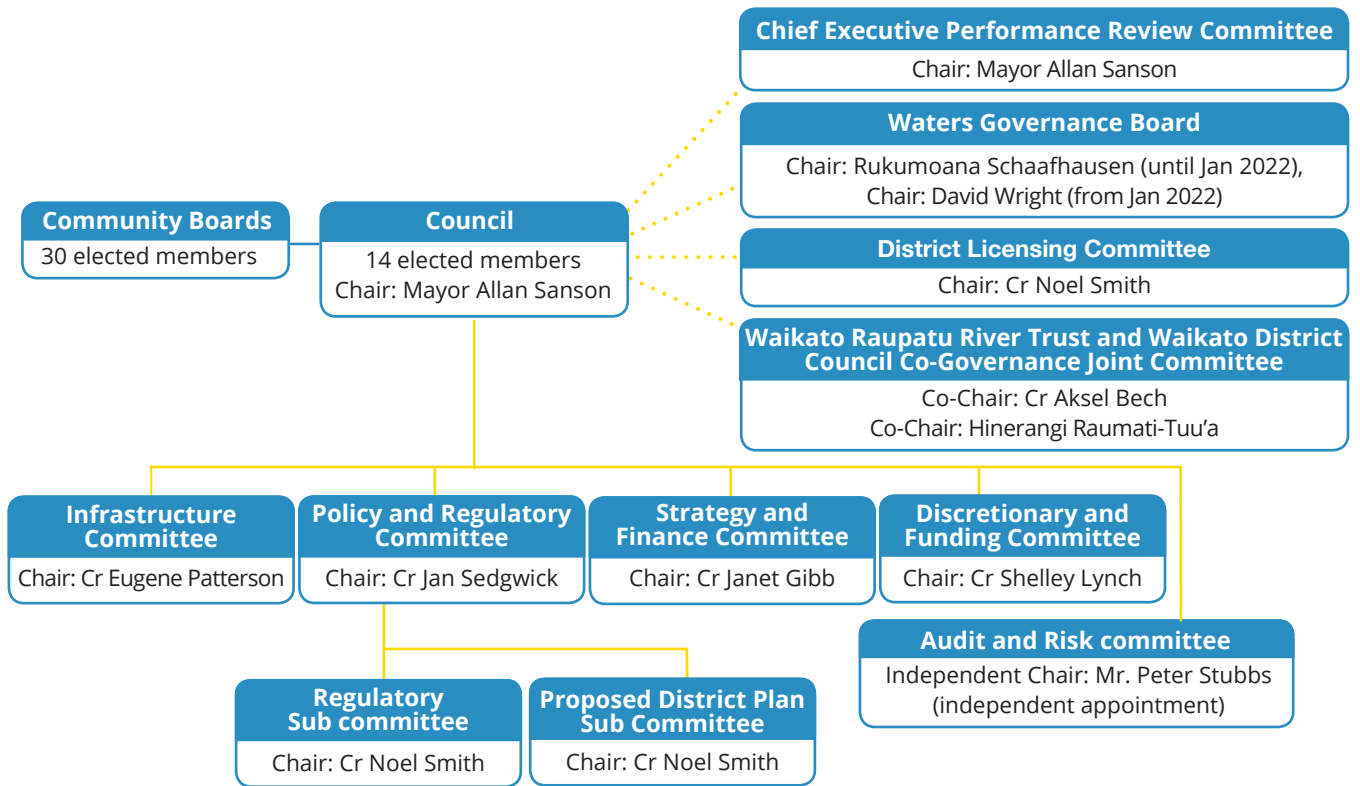 Chief Executive Performance Review Committee
Chair: Mayor Allan Sanson
Waters Governance Board
Chair: Rukumoana Schaafhausen (until Jan 2022),
Chair: David Wright (from Jan 2022)
Community Boards
30 elected members
Council
14 elected members
Chair: Mayor Allan Sanson
District Licensing Committee
Chair: Cr Noel Smith
Waikato Raupatu River Trust and Waikato District
Council Co-Governance Joint Committee
Co-Chair: Cr Aksel Bech
Co-Chair: Hinerangi Raumati-Tuu’a
Infrastructure
Committee
Chair: Cr Eugene Patterson
Policy and Regulatory
Committee
Chair: Cr Jan Sedgwick
Strategy and
Finance Committee
Chair: Cr Janet Gibb
Discretionary and
Funding Committee
Chair: Cr Shelley Lynch
Audit and Risk committee
Independent Chair: Mr. Peter Stubbs
(independent appointment)
Regulatory
Sub committee
Chair: Cr Noel Smith
Proposed District Plan
Sub Committee
Chair: Cr Noel Smith